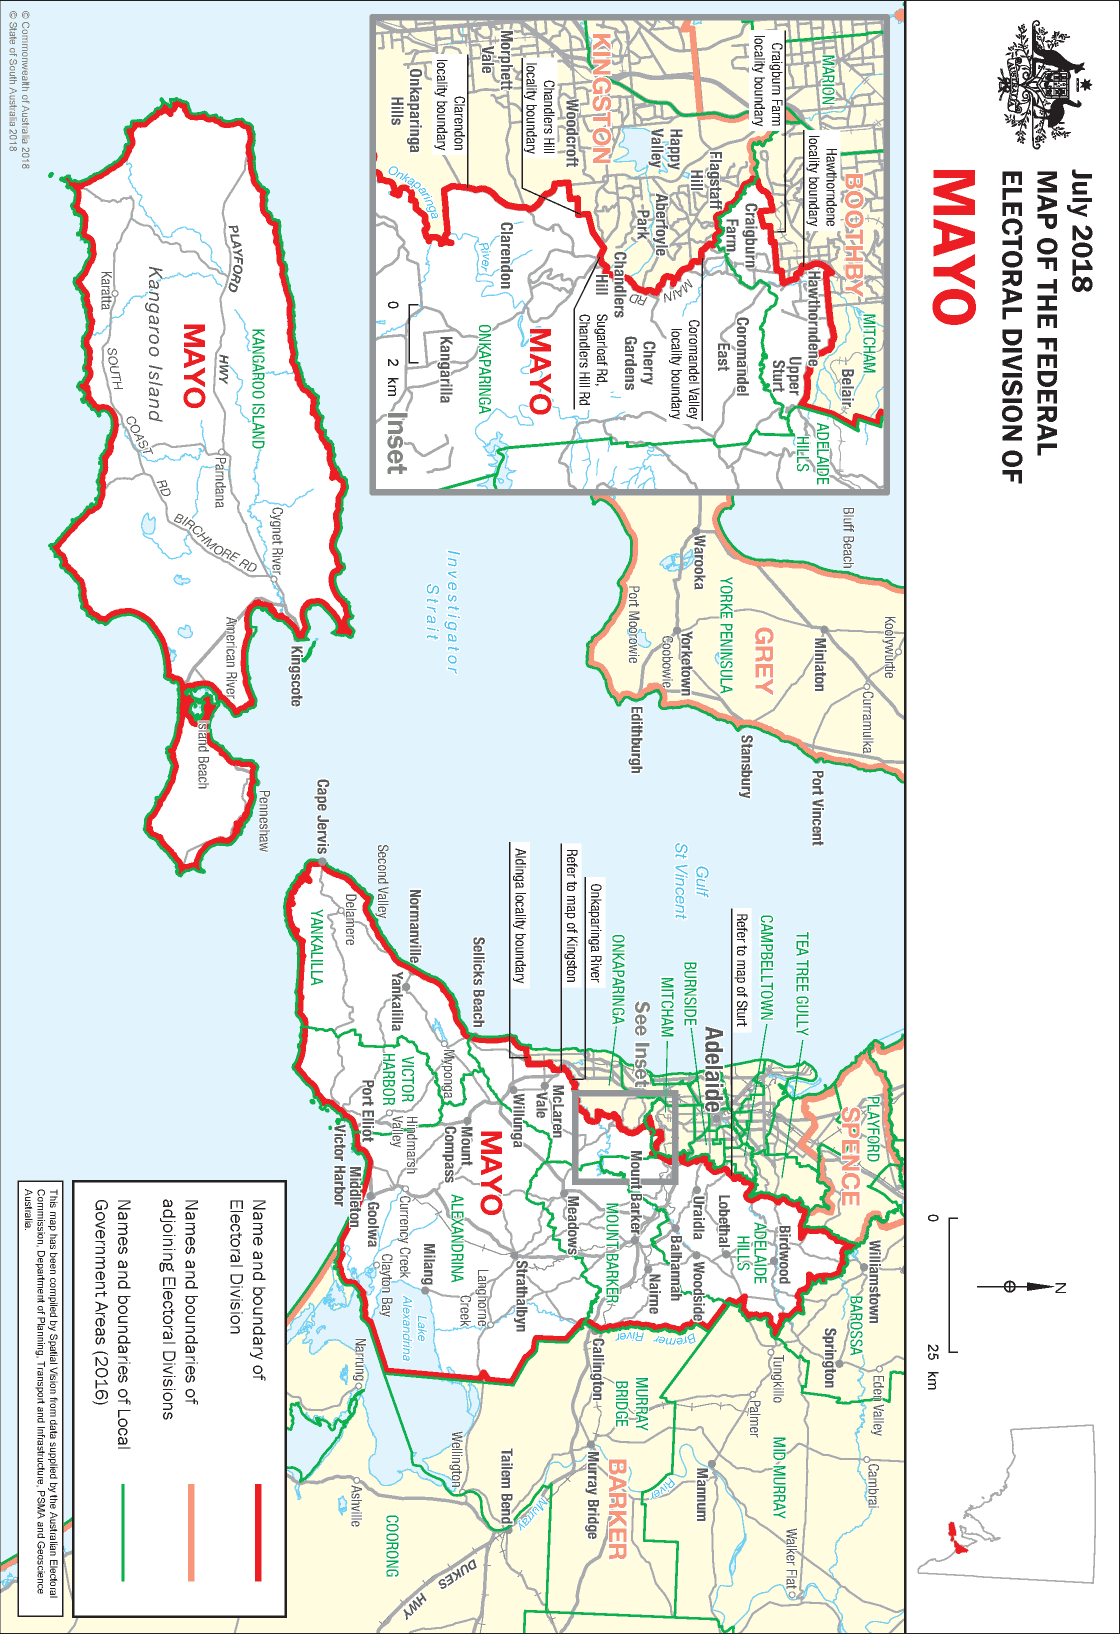 July 2018
MAP OF THE FEDERAL
ELECTORAL DIVISION OF
MAYO
N
0 25 km
KINGSTON
BOOTHBY
MARION
MITCHAM
Craigburn Farm
locality boundary
Hawthorndene
locality boundary
Morphett
Vale
Woodcroft
Happy
Valley
Flagstaff
Hill
Aberfoyle
Park
Craigburn
Farm
Hawthorndene
Belair
Chandlers Hill
locality boundary
Clarendon
locality boundary
Onkaparinga
Hills
Onkaparinga
River
Clarendon
Chandlers
Hill
MAIN
RD
Coromandel
East
Upper
Sturt
Coromandel Valley
locality boundary
Cherry
Gardens
Sugarloaf Rd,
Chandlers Hill Rd
MAYO
Kangarilla
ONKAPARINGA
ADELAIDE
HILLS
0 2 km
Inset
Bluff Beach
Koolywurtie
Warooka
YORKE PENINSULA
GREY
Minlaton
Curramulka
Port Moorowie
Yorketown
Coobowie
Edithburgh
Stansbury
Port Vincent
Investigator
Strait
PLAYFORD
HWY
KANGAROO ISLAND
Kangaroo Island
MAYO
Karatta
SOUTH
COAST
RD
Parndana
BIRCHMORE RD
Cygnet River
Kingscote
American River
Island Beach
Penneshaw
Gulf
St Vincent
Cape Jervis
Second Valley
Delamere
YANKALILLA
Normanville
Yankalilla
Sellicks Beach
Aldinga locality boundary
Refer to map of Kingston
Onkaparinga River
ONKAPARINGA
See Inset
MITCHAM
BURNSIDE
Adelaide
Refer to map of Sturt
CAMPBELLTOWN
TEA TREE GULLY
PLAYFORD
SPENCE
Myponga
VICTOR
HARBOR
Hindmarsh
Valley
Port Elliot
Victor Harbor
Middleton
Goolwa
Willunga
McLaren
Vale
Mount
Compass
MAYO
ALEXANDRINA
Currency Creek
Clayton Bay
Milang
Lake
Alexandrina
Langhorne
Creek
Strathalbyn
Meadows
Mount Barker
MOUNT BARKER
Uraidla
Lobethal
ADELAIDE
HILLS
Birdwood
Balhannah
Woodside
Nairne
Bremer River
Williamstown
BAROSSA
Springton
Eden Valley
Tungkillo
Palmer
MID MURRAY
Cambrai
Walker Flat
Callington
MURRAY
BRIDGE
Murray Bridge
BARKER
Mannum
River
Murray
Narrung
Wellington
Tailem Bend
Ashville
COORONG
DUKES
HWY
Name and boundary of
Electoral Division
Names and boundaries of
adjoining Electoral Divisions
Names and boundaries of Local
Government Areas (2016)
This map has been compiled by Spatial Vision from data supplied by the Australian Electoral
Commission, Department of Planning, Transport and Infrastructure, PSMA and Geoscience
Australia.
© Commonwealth of Australia 2018
© State of South Australia 2018